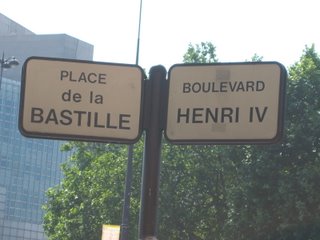 PLACE
de la
BASTILLE
BOULEVARD
HENRI IV